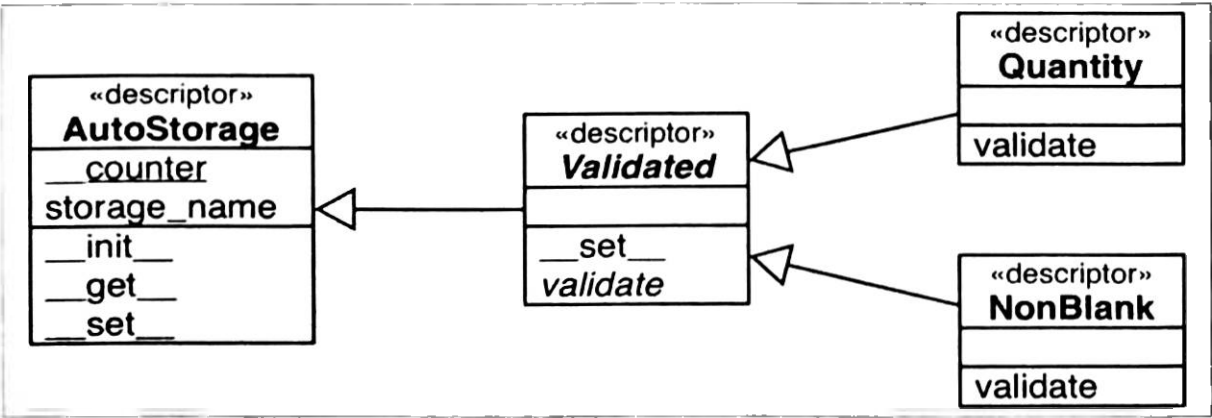 «descriptor»
AutoStorage
__counter
storage_name
__init__
__get__
__set__
«descriptor»
Validated
__set__
validate
«descriptor»
Quantity
validate
«descriptor»
NonBlank
validate